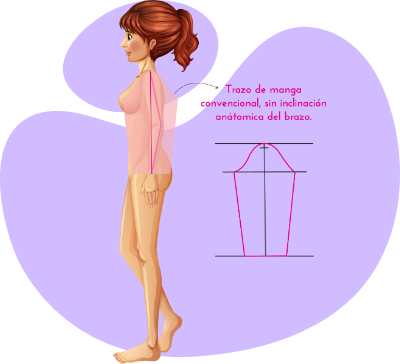 Trazo de manga
convencional, sin inclinación
anátomica del brazo.